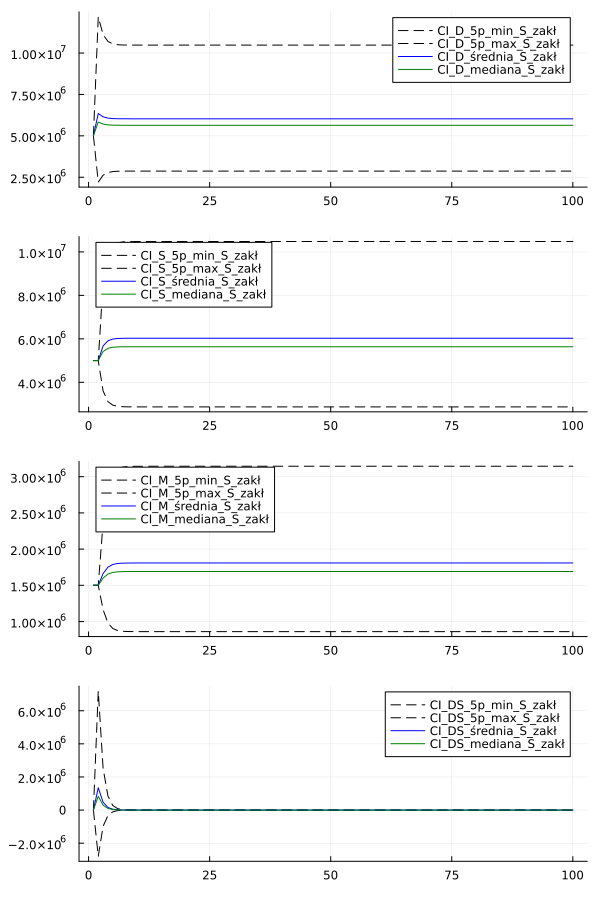 CI_D_5p_min_S_zakł
CI_D_5p_max_S_zakł
CI_D_średnia_S_zakł
CI_D_mediana_S_zakł
1.00×10⁷
7.50×10⁶
5.00×10⁶
2.50×10⁶
0 25 50 75 100
CI_S_5p_min_S_zakł
CI_S_5p_max_S_zakł
CI_S_średnia_S_zakł
CI_S_mediana_S_zakł
1.0×10⁷
8.0×10⁶
6.0×10⁶
4.0×10⁶
0 25 50 75 100
CI_M_5p_min_S_zakł
CI_M_5p_max_S_zakł
CI_M_średnia_S_zakł
CI_M_mediana_S_zakł
3.00×10⁶
2.50×10⁶
2.00×10⁶
1.50×10⁶
1.00×10⁶
0 25 50 75 100
CI_DS_5p_min_S_zakł
CI_DS_5p_max_S_zakł
CI_DS_średnia_S_zakł
CI_DS_mediana_S_zakł
6.0×10⁶
4.0×10⁶
2.0×10⁶
0
−2.0×10⁶
0 25 50 75 100